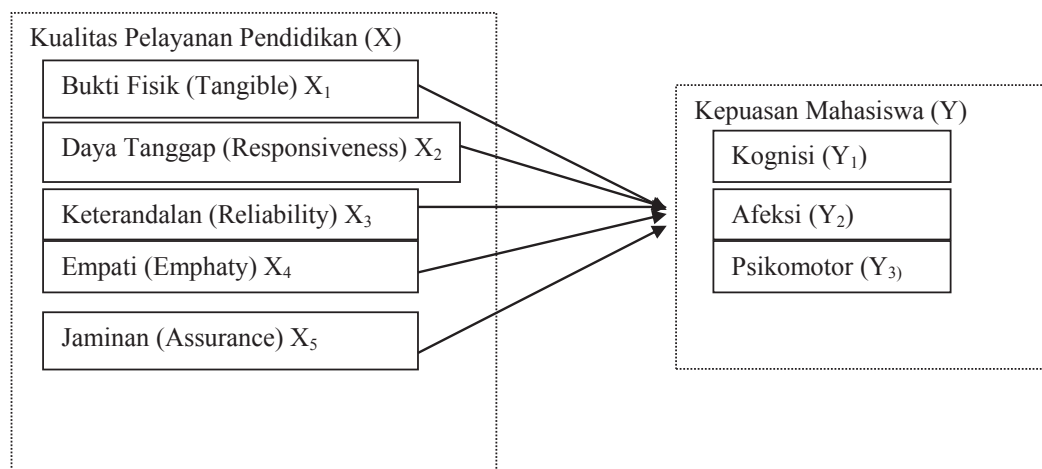 Kualitas Pelayanan Pendidikan (X)
Bukti Fisik (Tangible) X₁
Daya Tanggap (Responsiveness) X₂
Keterandalan (Reliability) X₃
Empati (Emphaty) X₄
Jaminan (Assurance) X₅
Kepuasan Mahasiswa (Y)
Kognisi (Y₁)
Afeksi (Y₂)
Psikomotor (Y₃₎